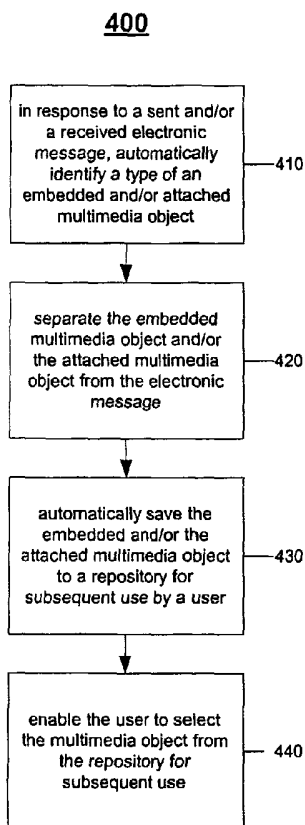 400
in response to a sent and/or
a received electronic
message, automatically
identify a type of an
embedded and/or attached
multimedia object
410
separate the embedded
multimedia object and/or
the attached multimedia
object from the electronic
message
420
automatically save the
embedded and/or the
attached multimedia object
to a repository for
subsequent use by a user
430
enable the user to select
the multimedia object from
the repository for
subsequent use
440